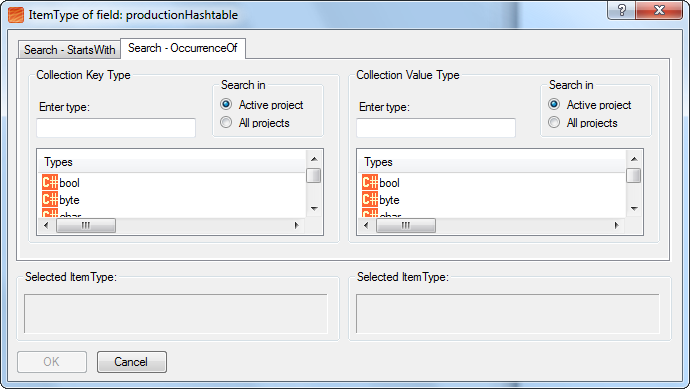 ItemType of field: productionHashtable
Search - StartsWith
Search - OccurrenceOf
Collection Key Type
Enter type:
Search in
Active project
All projects
Types
C# bool
C# byte
C# char
Collection Value Type
Enter type:
Search in
Active project
All projects
Types
C# bool
C# byte
C# char
Selected ItemType:
Selected ItemType:
OK
Cancel